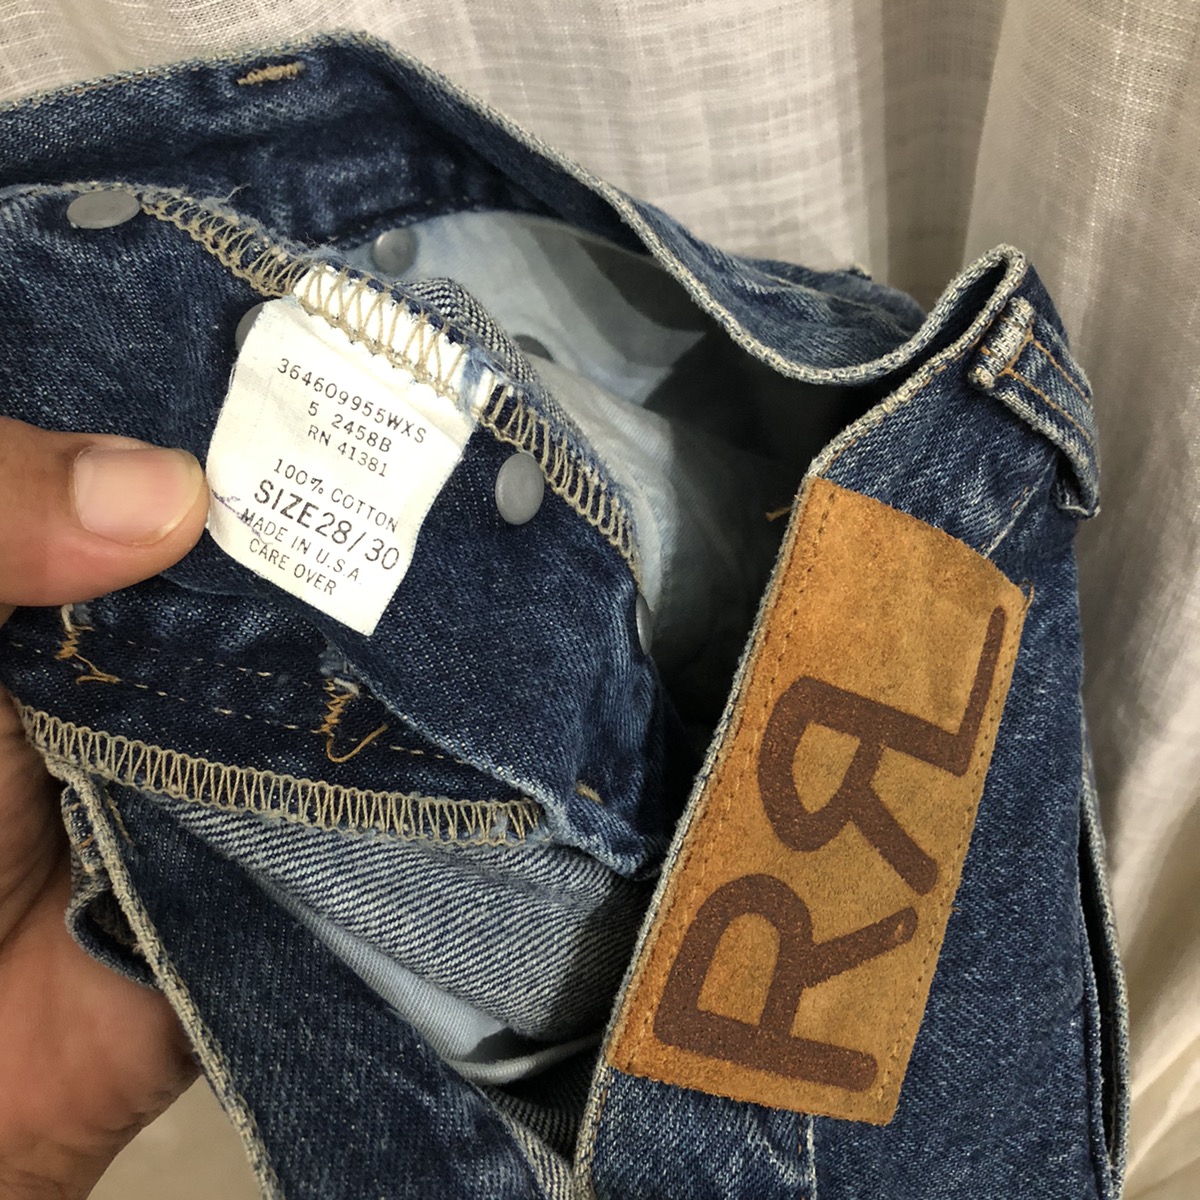 364609955WXS
5 2458B
RN 41381
100% COTTON
SIZE28/30
MADE IN U.S.A.
CARE OVER
RRL